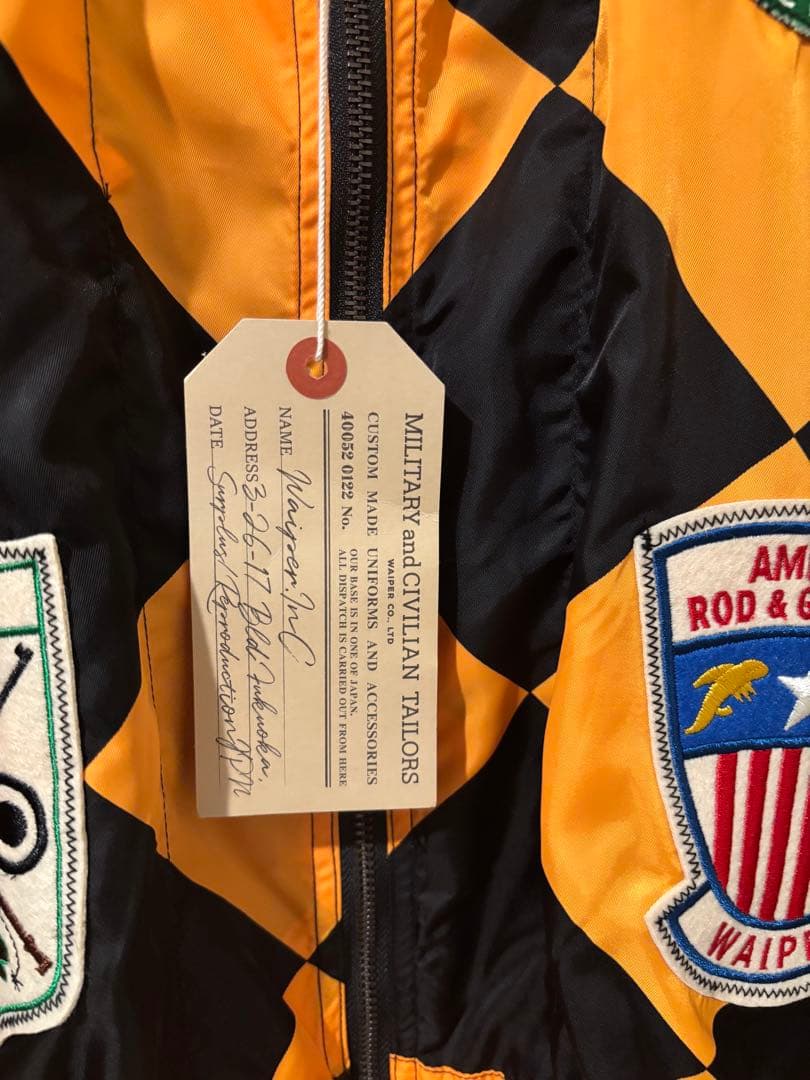 MILITARY and CIVILIAN TAILORS
WAIPER CO., LTD
CUSTOM MADE UNIFORMS AND ACCESSORIES
40052 0122 No.
OUR BASE IS IN ONE OF JAPAN.
ALL DISPATCH IS CARRIED OUT FROM HERE
NAME Waiper.Inc
ADDRESS 3-26-17 Bld Fukuoka.
DATE Surplus/Reproduction JPN
AM
ROD & G
WAIP